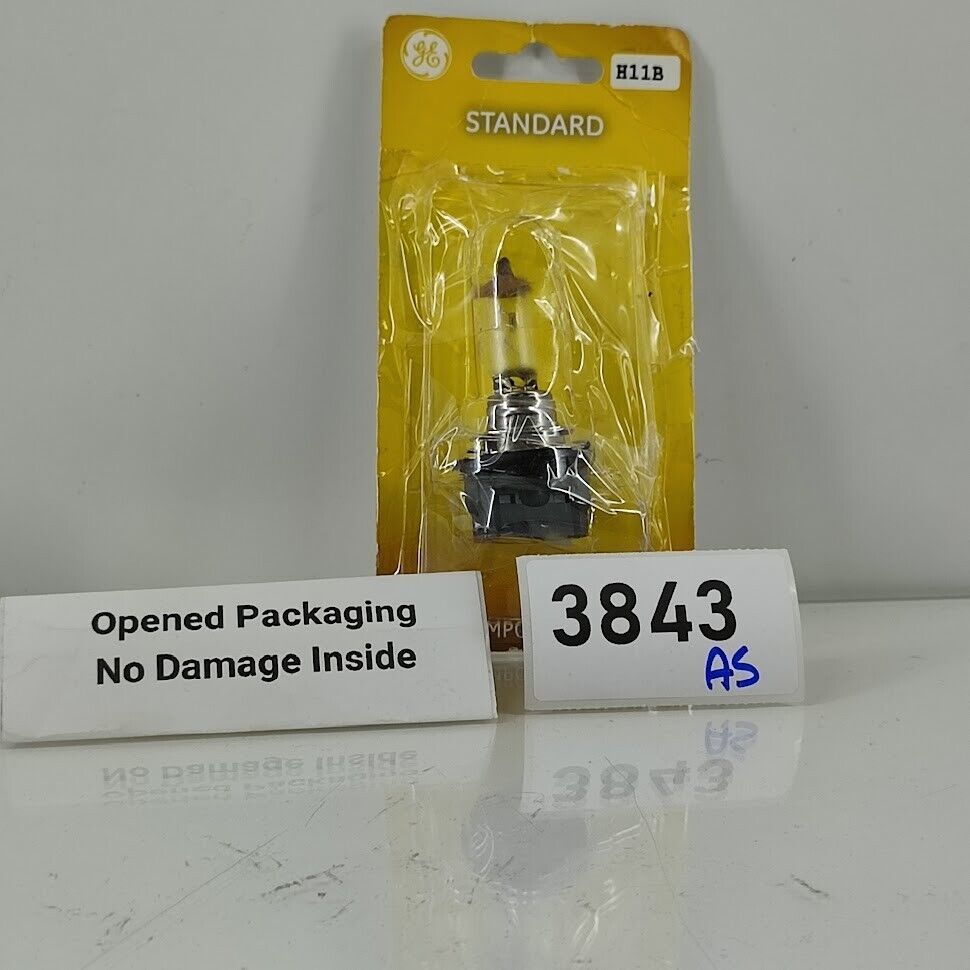 GE
H11B
STANDARD
Opened Packaging
No Damage Inside
3843
AS